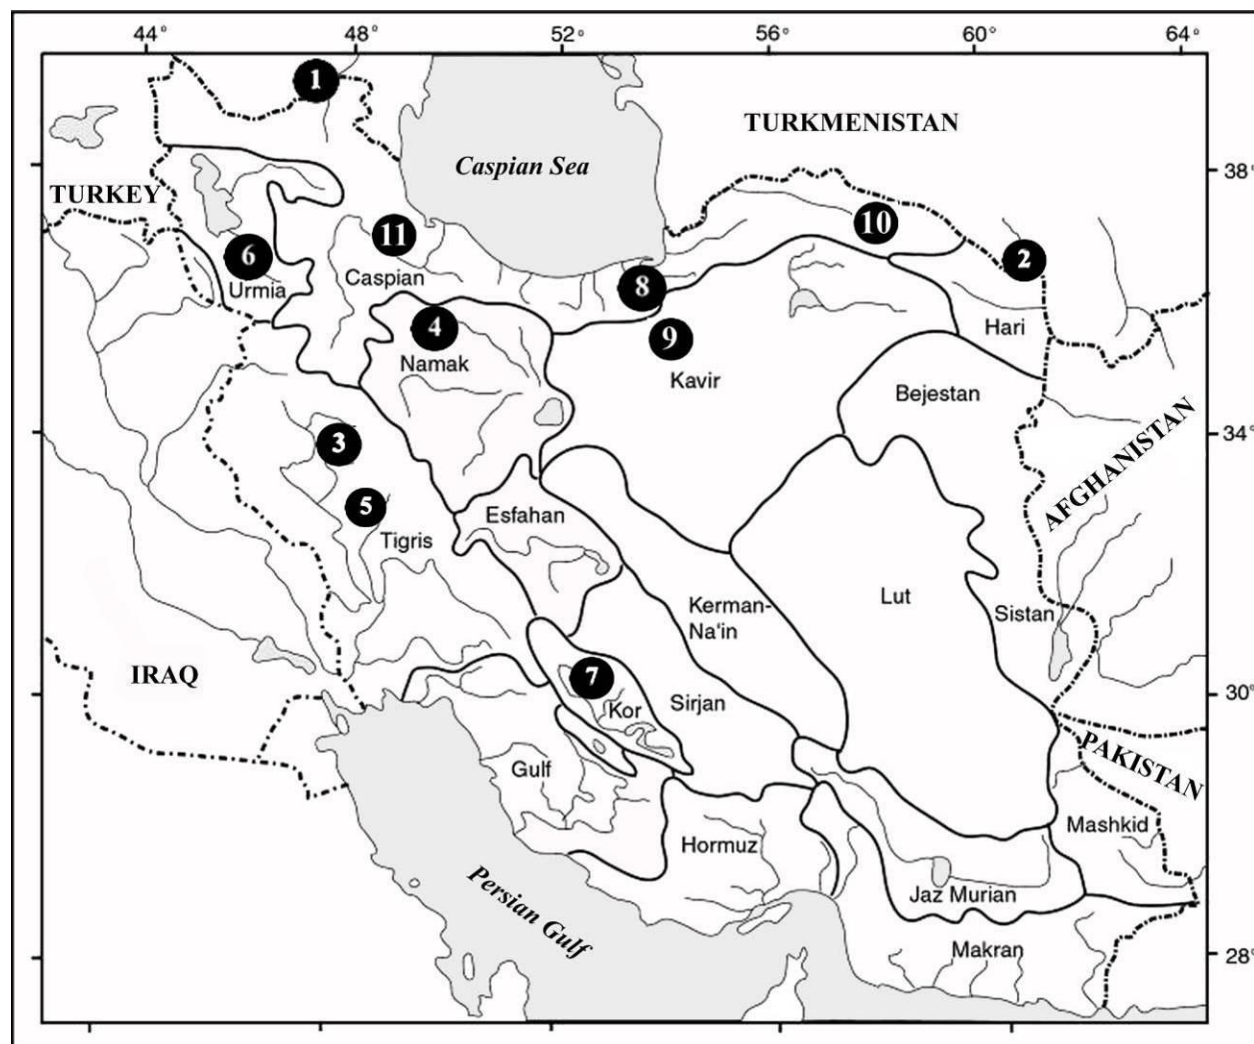 44° 48° 52° 56° 60° 64°
1
TURKMENISTAN
Caspian Sea
38°
TURKEY
10
11
6
2
Caspian
8
Urmia
4
Hari
9
Namak
Kavir
Bejestan
34°
3
AFGHANISTAN
5
Esfahan
Tigris
Lut
Kerman-
Na'in
Sistan
IRAQ
7
30°
Sirjan
Kor
PAKISTAN
Gulf
Mashkid
Hormuz
Jaz Murian
Persian Gulf
Makran
28°